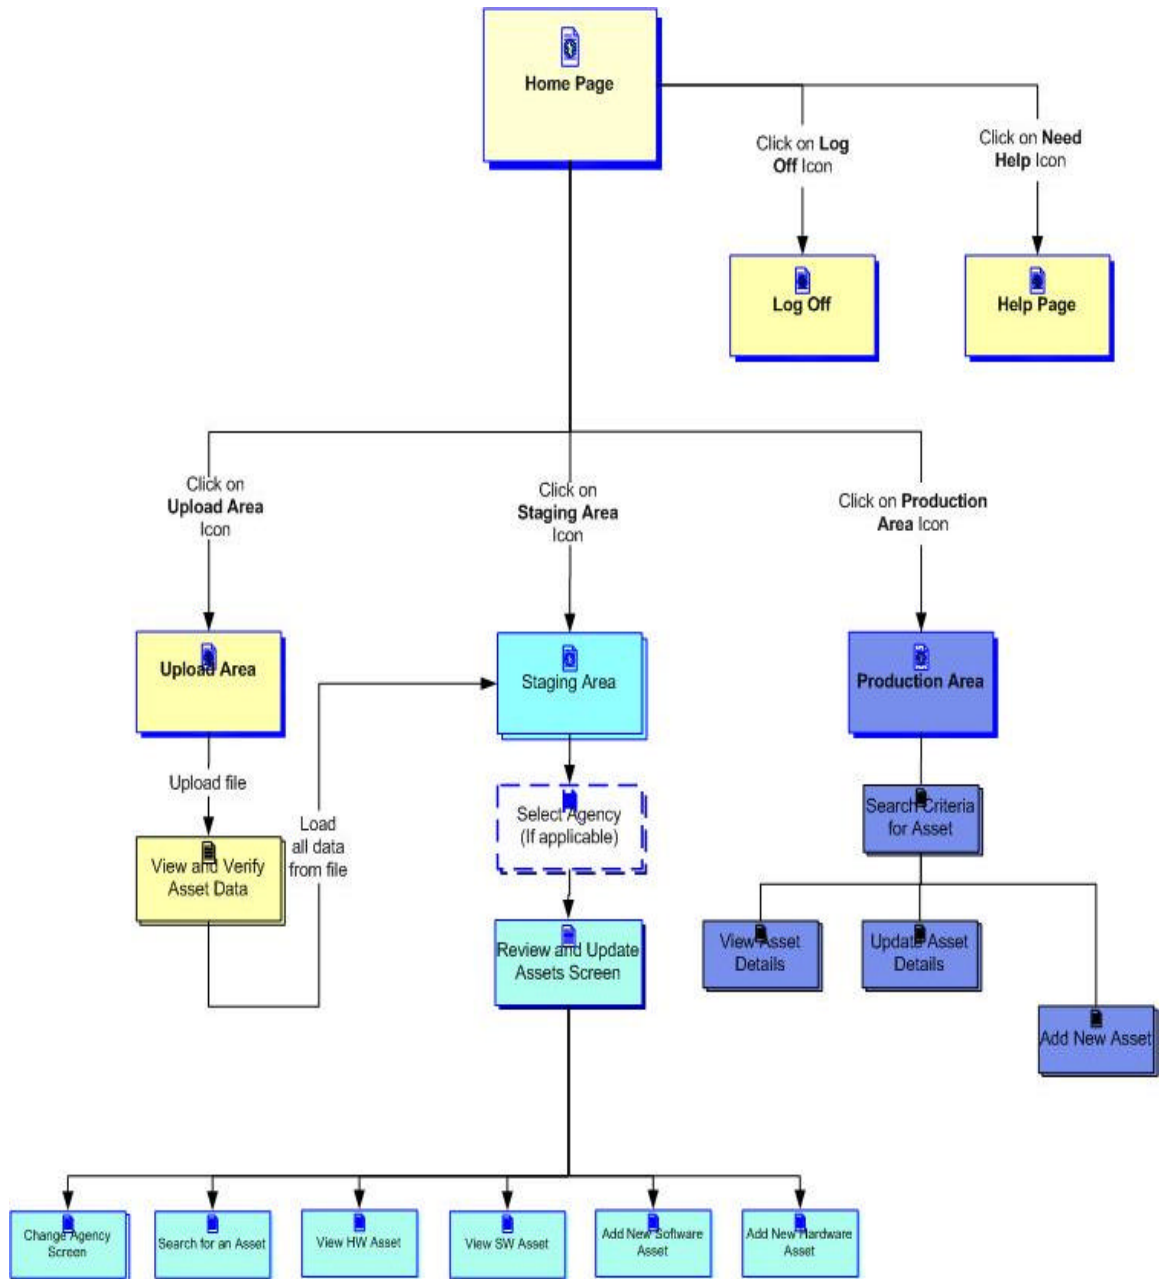 Home Page
Click on Log
Off Icon
Click on Need
Help Icon
Log Off
Help Page
Click on
Upload Area
Icon
Click on
Staging Area
Icon
Click on Production
Area Icon
Upload Area
Staging Area
Production Area
Upload file
Select Agency
(If applicable)
Search Criteria
for Asset
Load
all data
from file
View and Verify
Asset Data
Review and Update
Assets Screen
View Asset
Details
Update Asset
Details
Add New Asset
Change Agency
Screen
Search for an Asset
View HW Asset
View SW Asset
Add New Software
Asset
Add New Hardware
Asset